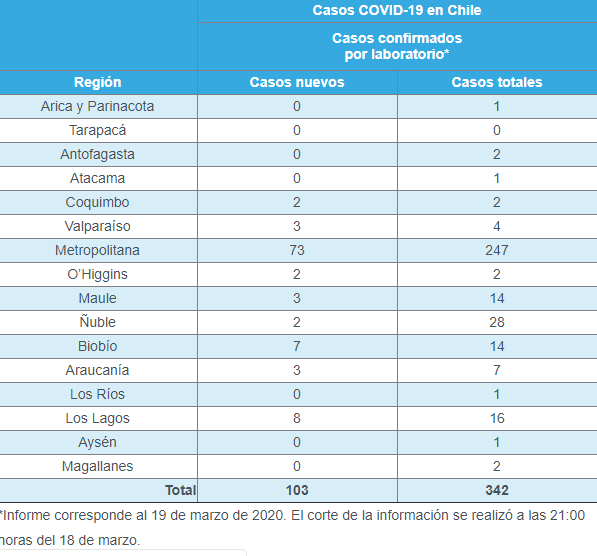 Casos COVID-19 en Chile
Casos confirmados
por laboratorio*
Región Casos nuevos Casos totales
Arica y Parinacota 0 1
Tarapacá 0 0
Antofagasta 0 2
Atacama 0 1
Coquimbo 2 2
Valparaíso 3 4
Metropolitana 73 247
O'Higgins 2 2
Maule 3 14
Ñuble 2 28
Biobío 7 14
Araucanía 3 7
Los Ríos 0 1
Los Lagos 8 16
Aysén 0 1
Magallanes 0 2
Total 103 342
*Informe corresponde al 19 de marzo de 2020. El corte de la información se realizó a las 21:00
horas del 18 de marzo.